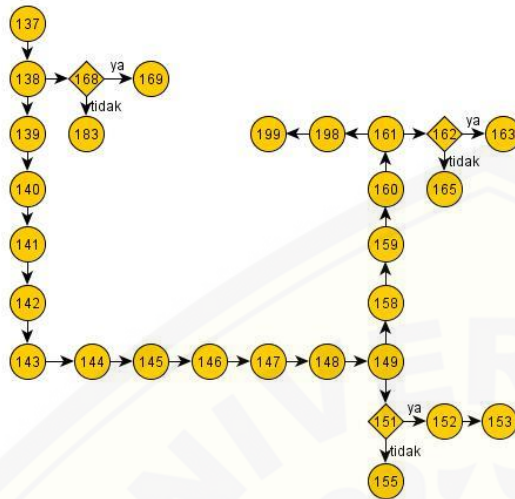 137
138 168 ya 169
tidak
139 183
199 198 161 162 ya 163
tidak
140 160 165
141 159
142 158
143 144 145 146 147 148 149
151 ya 152 153
tidak
155
UNIVER